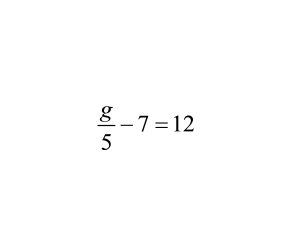 g/5 − 7 = 12